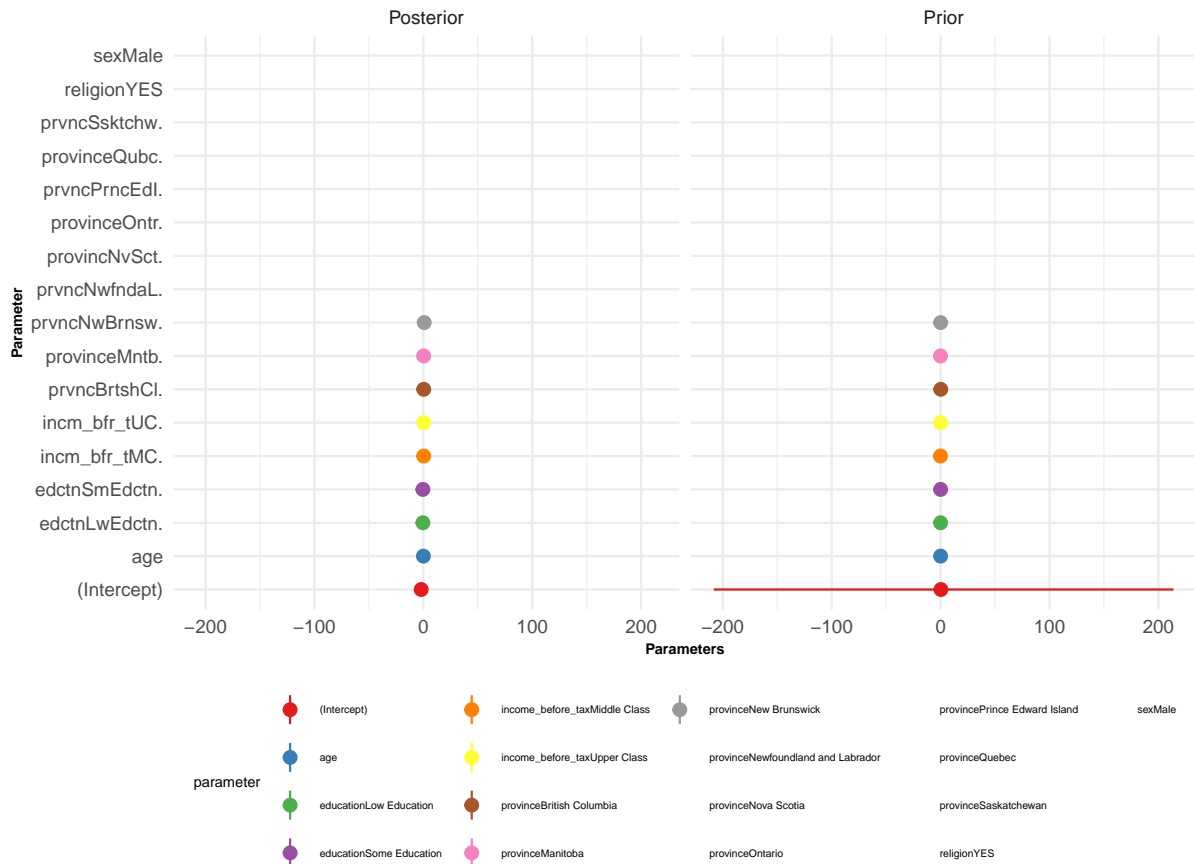 Posterior Prior
sexMale
religionYES
prvncSsktchw.
provinceQubc.
prvncPrncEdI.
provinceOntr.
provincNvSct.
prvncNwfndaL.
prvncNwBrnsw.
provinceMntb.
prvncBrtshCl.
incm_bfr_tUC.
incm_bfr_tMC.
edctnSmEdctn.
edctnLwEdctn.
age
(Intercept)
Parameter
−200 −100 0 100 200 −200 −100 0 100 200
Parameters
parameter
(Intercept) income_before_taxMiddle Class provinceNew Brunswick provincePrince Edward Island sexMale
age income_before_taxUpper Class provinceNewfoundland and Labrador provinceQuebec
educationLow Education provinceBritish Columbia provinceNova Scotia provinceSaskatchewan
educationSome Education provinceManitoba provinceOntario religionYES